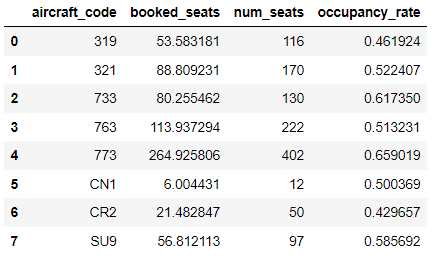 aircraft_code booked_seats num_seats occupancy_rate
0 319 53.583181 116 0.461924
1 321 88.809231 170 0.522407
2 733 80.255462 130 0.617350
3 763 113.937294 222 0.513231
4 773 264.925806 402 0.659019
5 CN1 6.004431 12 0.500369
6 CR2 21.482847 50 0.429657
7 SU9 56.812113 97 0.585692